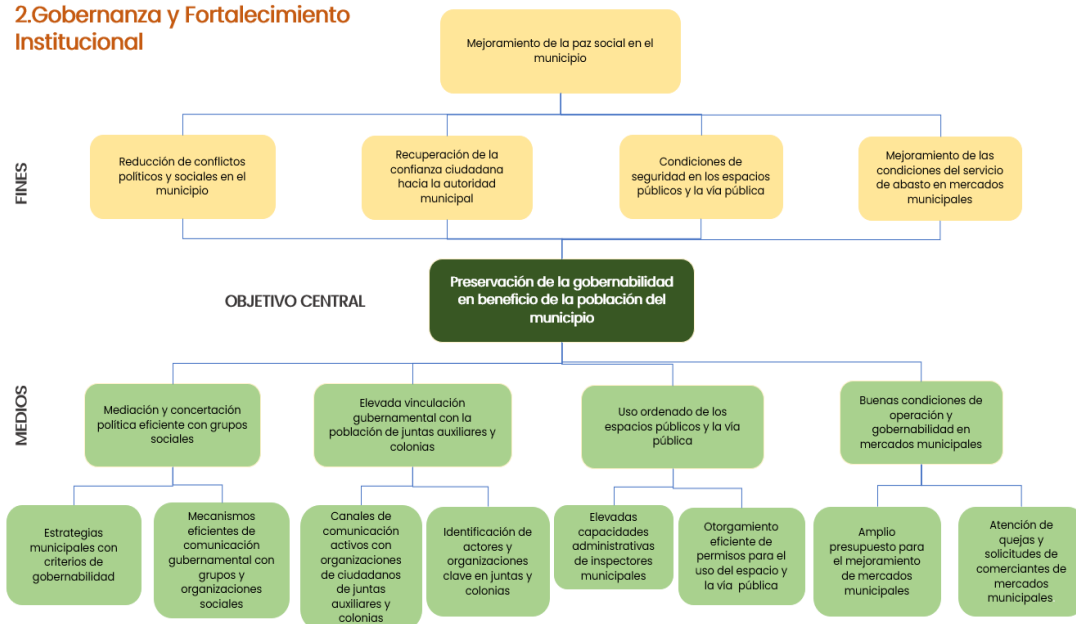 2.Gobernanza y Fortalecimiento
Institucional
Mejoramiento de la paz social en el
municipio
FINES
Reducción de conflictos
políticos y sociales en el
municipio
Recuperación de la
confianza ciudadana
hacia la autoridad
municipal
Condiciones de
seguridad en los espacios
públicos y la vía pública
Mejoramiento de las
condiciones del servicio
de abasto en mercados
municipales
OBJETIVO CENTRAL
Preservación de la gobernabilidad
en beneficio de la población del
municipio
MEDIOS
Mediación y concertación
política eficiente con grupos
sociales
Elevada vinculación
gubernamental con la
población de juntas auxiliares y
colonias
Uso ordenado de los
espacios públicos y la vía
pública
Buenas condiciones de
operación y
gobernabilidad en
mercados municipales
Estrategias
municipales con
criterios de
gobernabilidad
Mecanismos
eficientes de
comunicación
gubernamental con
grupos y
organizaciones
sociales
Canales de
comunicación
activos con
organizaciones
de ciudadanos
de juntas
auxiliares y
colonias
Identificación de
actores y
organizaciones
clave en juntas y
colonias
Elevadas
capacidades
administrativas
de inspectores
municipales
Otorgamiento
eficiente de
permisos para el
uso del espacio y
la vía pública
Amplio
presupuesto para
el mejoramiento
de mercados
municipales
Atención de
quejas y
solicitudes de
comerciantes de
mercados
municipales